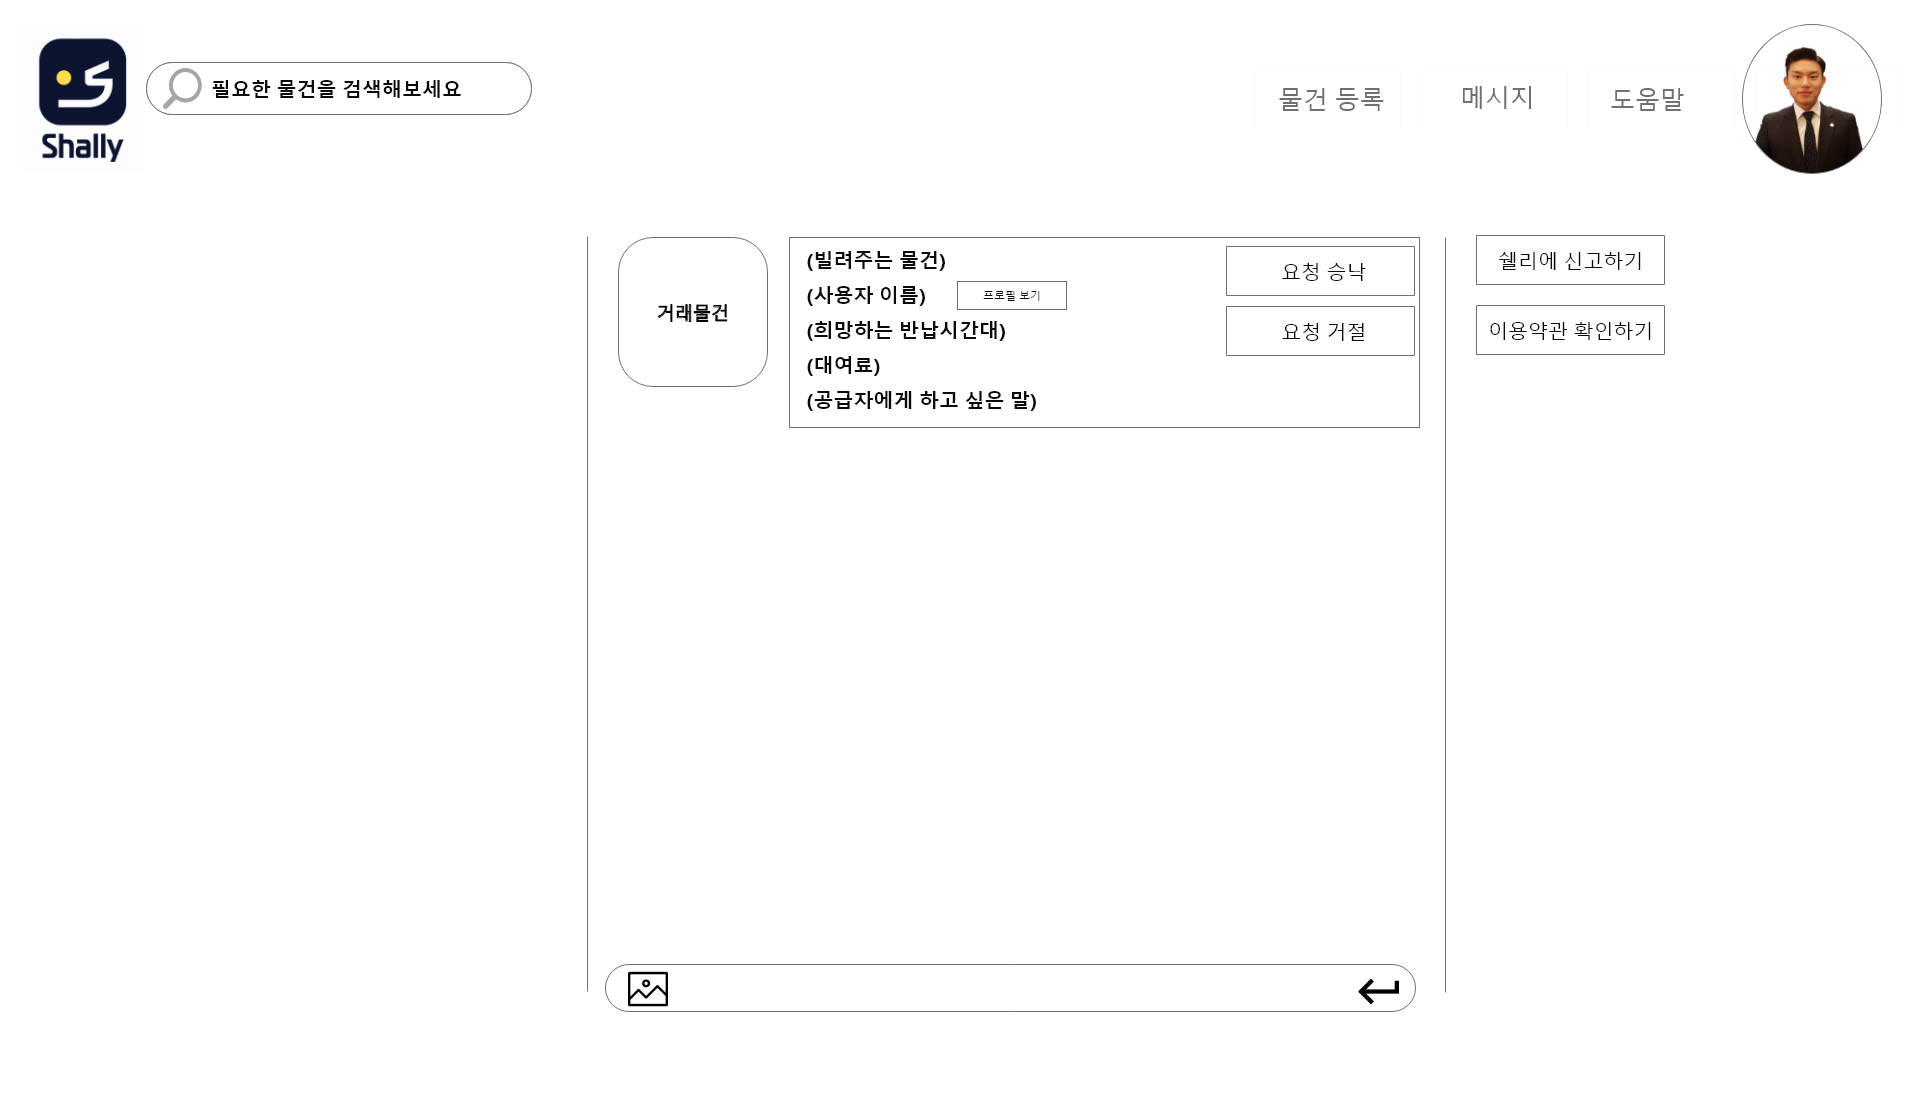 Shally
필요한 물건을 검색해보세요
물건 등록
메시지
도움말
거래물건
(빌려주는 물건)
(사용자 이름)
프로필 보기
(희망하는 반납시간대)
(대여료)
(공급자에게 하고 싶은 말)
요청 승낙
요청 거절
쉘리에 신고하기
이용약관 확인하기